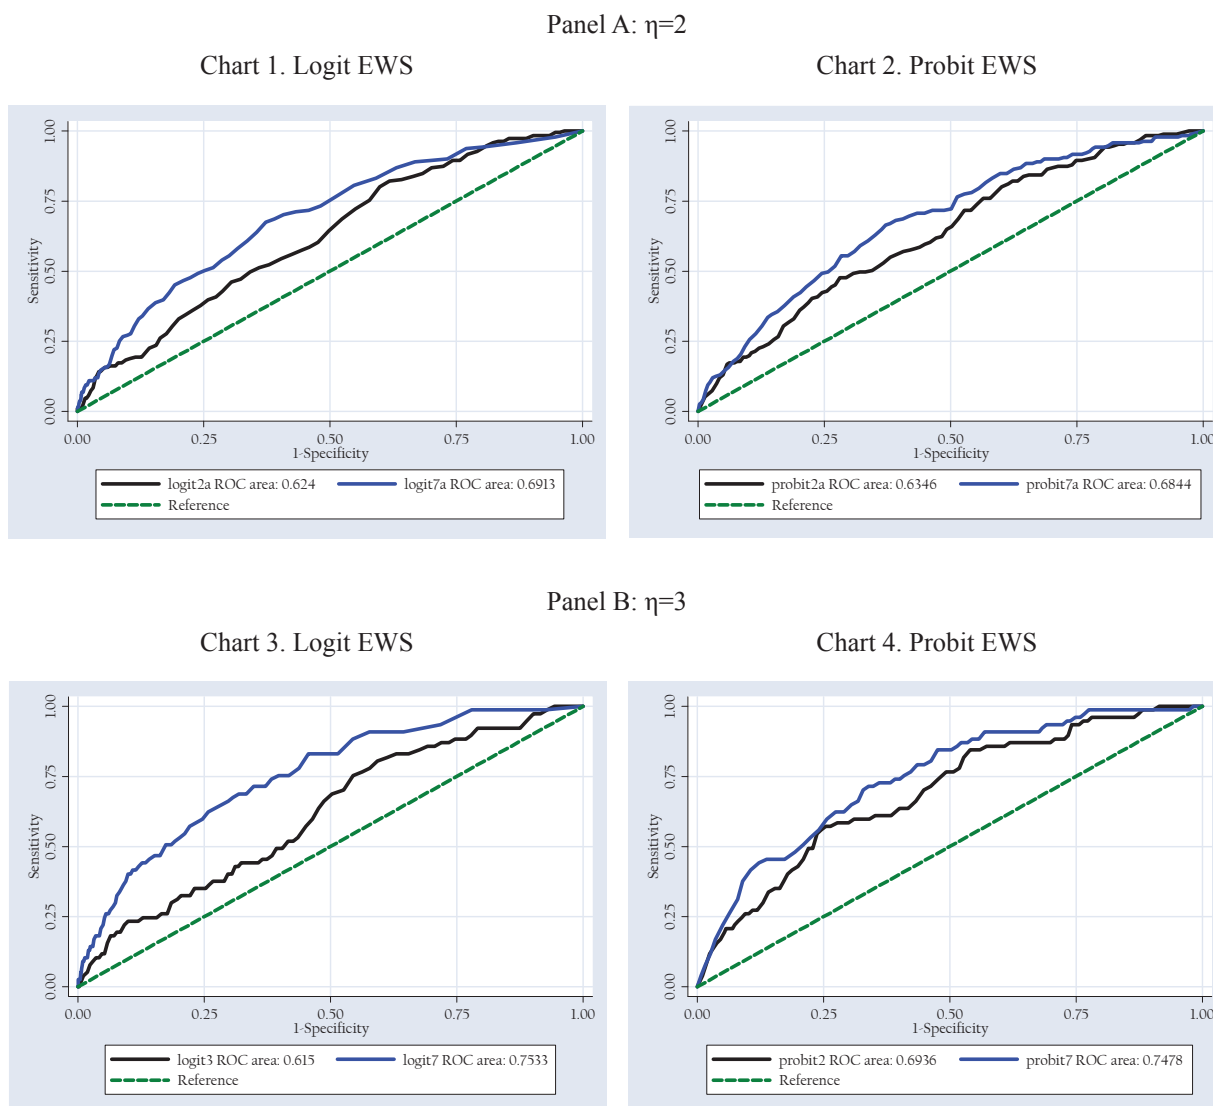 Panel A: η=2
Chart 1. Logit EWS
Chart 2. Probit EWS
Sensitivity
1.00
0.75
0.50
0.25
0.00
0.00 0.25 0.50 0.75 1.00
1-Specificity
logit2a ROC area: 0.624 logit7a ROC area: 0.6913
Reference
Sensitivity
1.00
0.75
0.50
0.25
0.00
0.00 0.25 0.50 0.75 1.00
1-Specificity
probit2a ROC area: 0.6346 probit7a ROC area: 0.6844
Reference
Panel B: η=3
Chart 3. Logit EWS
Chart 4. Probit EWS
Sensitivity
1.00
0.75
0.50
0.25
0.00
0.00 0.25 0.50 0.75 1.00
1-Specificity
logit3 ROC area: 0.615 logit7 ROC area: 0.7533
Reference
Sensitivity
1.00
0.75
0.50
0.25
0.00
0.00 0.25 0.50 0.75 1.00
1-Specificity
probit2 ROC area: 0.6936 probit7 ROC area: 0.7478
Reference